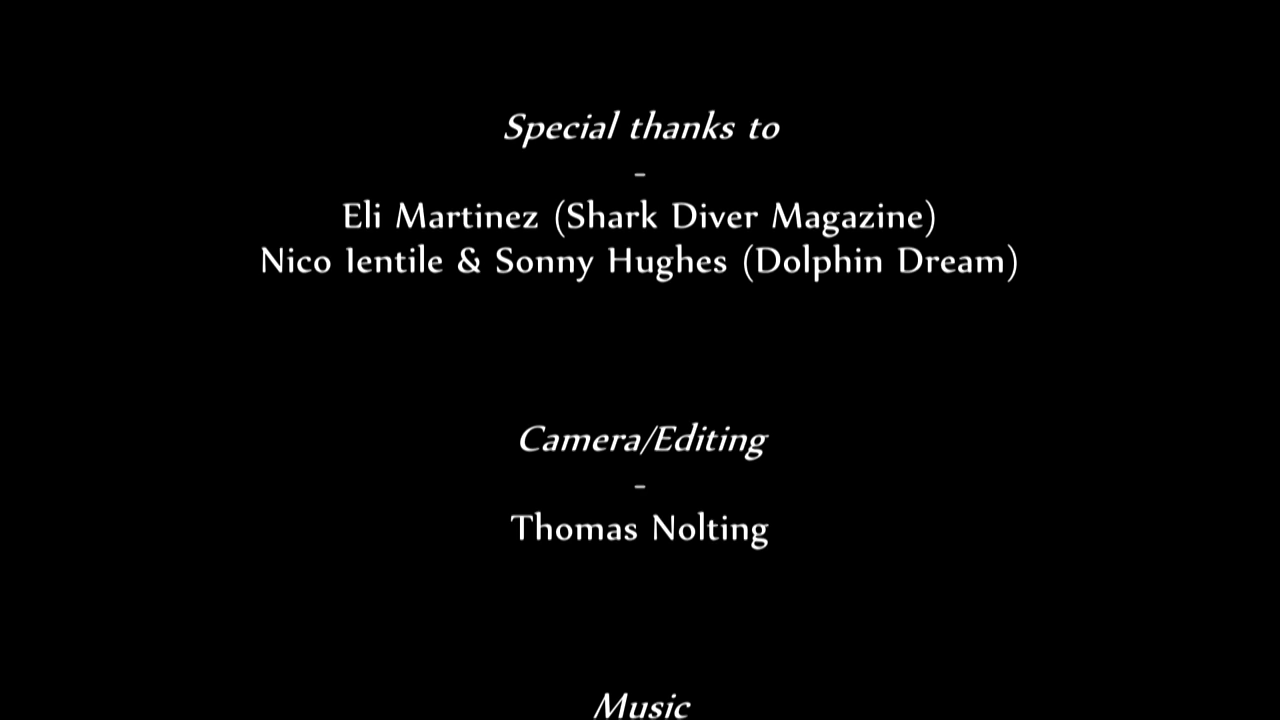 Special thanks to
-
Eli Martinez (Shark Diver Magazine)
Nico Ientile & Sonny Hughes (Dolphin Dream)
Camera/Editing
-
Thomas Nolting
Music